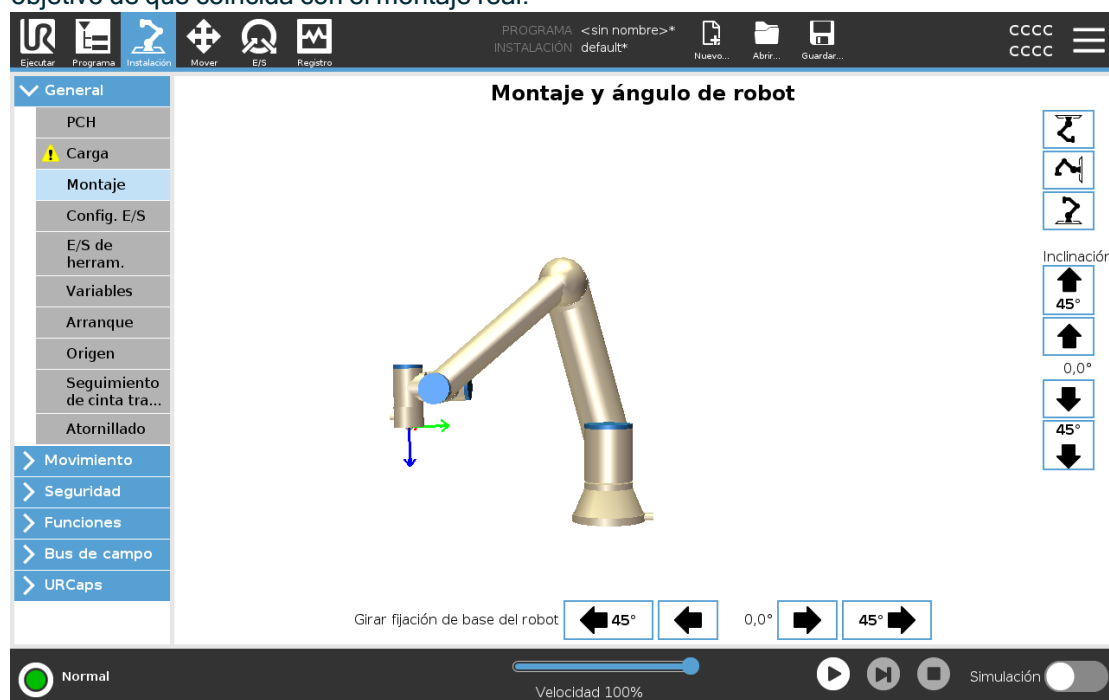 objetivo de que coincida con el montaje real.
PROGRAMA <sin nombre>*
INSTALACIÓN default*
Ejecutar
Programa
Instalación
Mover
E/S
Registro
Nuevo...
Abrir...
Guardar...
CCCC
CCCC
General
PCH
Carga
Montaje
Config. E/S
E/S de
herram.
Variables
Arranque
Origen
Seguimiento
de cinta tra...
Atornillado
Movimiento
Seguridad
Funciones
Bus de campo
URCaps
Montaje y ángulo de robot
Inclinación
45°
0,0°
45°
Girar fijación de base del robot
45°
0,0°
45°
Normal
Velocidad 100%
Simulación